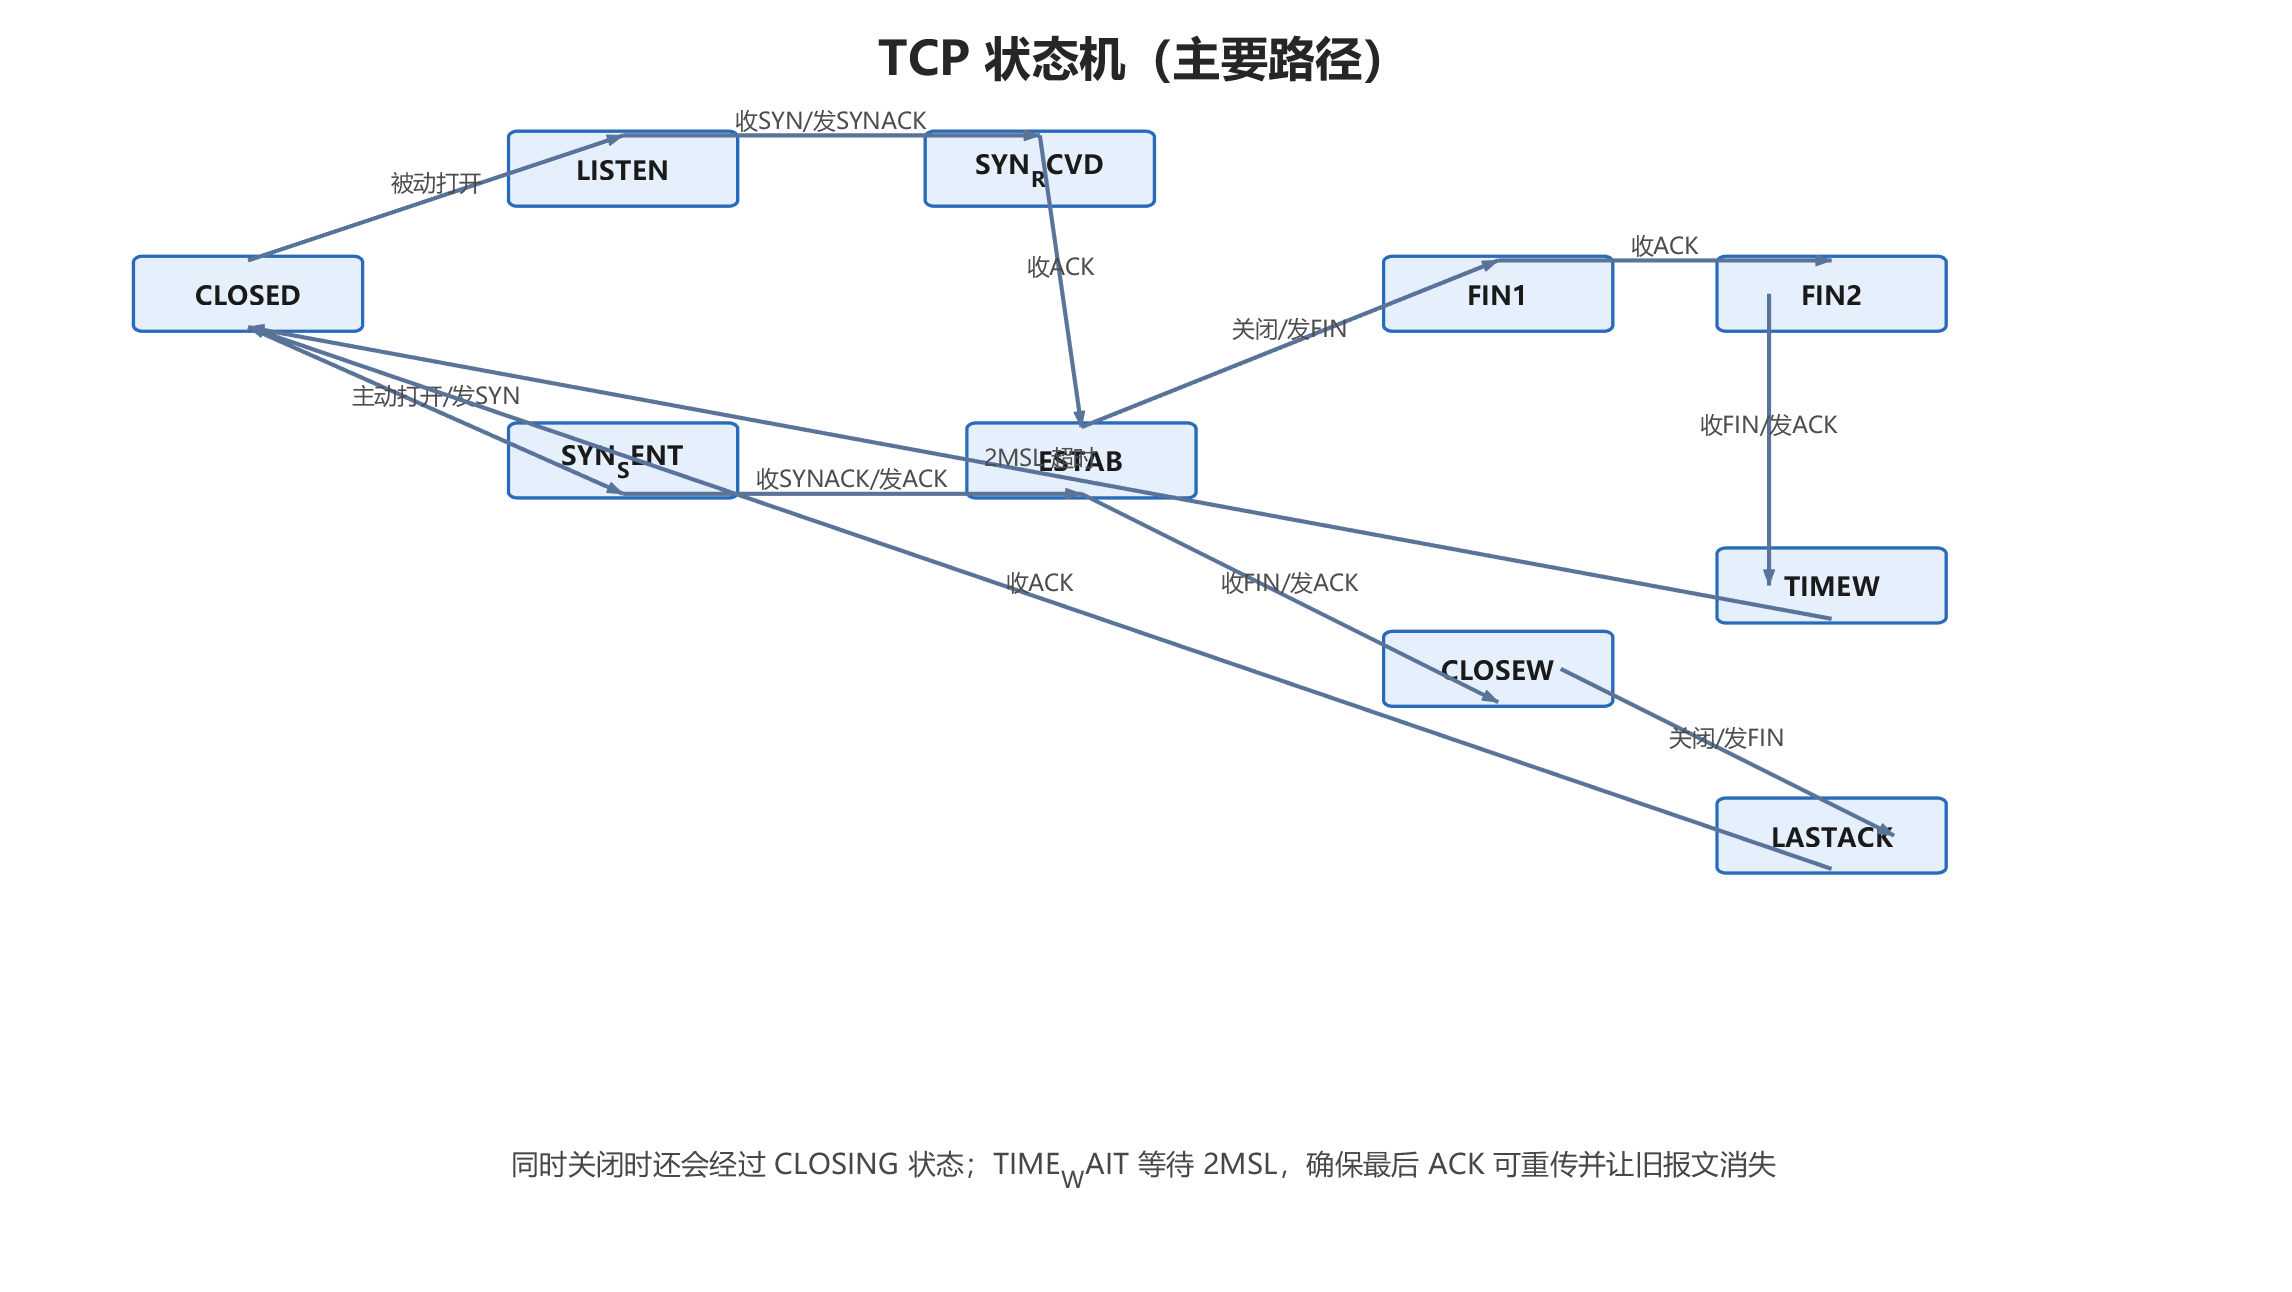 TCP 状态机（主要路径）
收SYN/发SYNACK
LISTEN
SYN_RCVD
被动打开
收ACK
CLOSED
收ACK
FIN1
FIN2
关闭/发FIN
主动打开/发SYN
SYN_SENT
收SYNACK/发ACK
2MSL 超时
ESTAB
收FIN/发ACK
收ACK
收FIN/发ACK
TIMEW
CLOSEW
关闭/发FIN
LASTACK
同时关闭时还会经过 CLOSING 状态；TIME_WAIT 等待 2MSL，确保最后 ACK 可重传并让旧报文消失